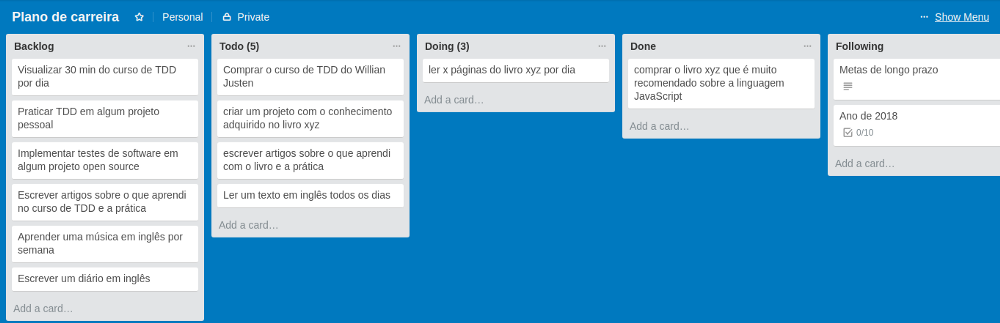 Plano de carreira
Personal
Private
Show Menu
Backlog
Visualizar 30 min do curso de TDD
por dia
Praticar TDD em algum projeto
pessoal
Implementar testes de software em
algum projeto open source
Escrever artigos sobre o que aprendi
no curso de TDD e a prática
Aprender uma música em inglês por
semana
Escrever um diário em inglês
Add a card…
Todo (5)
Comprar o curso de TDD do Willian
Justen
criar um projeto com o conhecimento
adquirido no livro xyz
escrever artigos sobre o que aprendi
com o livro e a prática
Ler um texto em inglês todos os dias
Add a card…
Doing (3)
ler x páginas do livro xyz por dia
Add a card…
Done
comprar o livro xyz que é muito
recomendado sobre a linguagem
JavaScript
Add a card…
Following
Metas de longo prazo
Ano de 2018
0/10
Add a card…